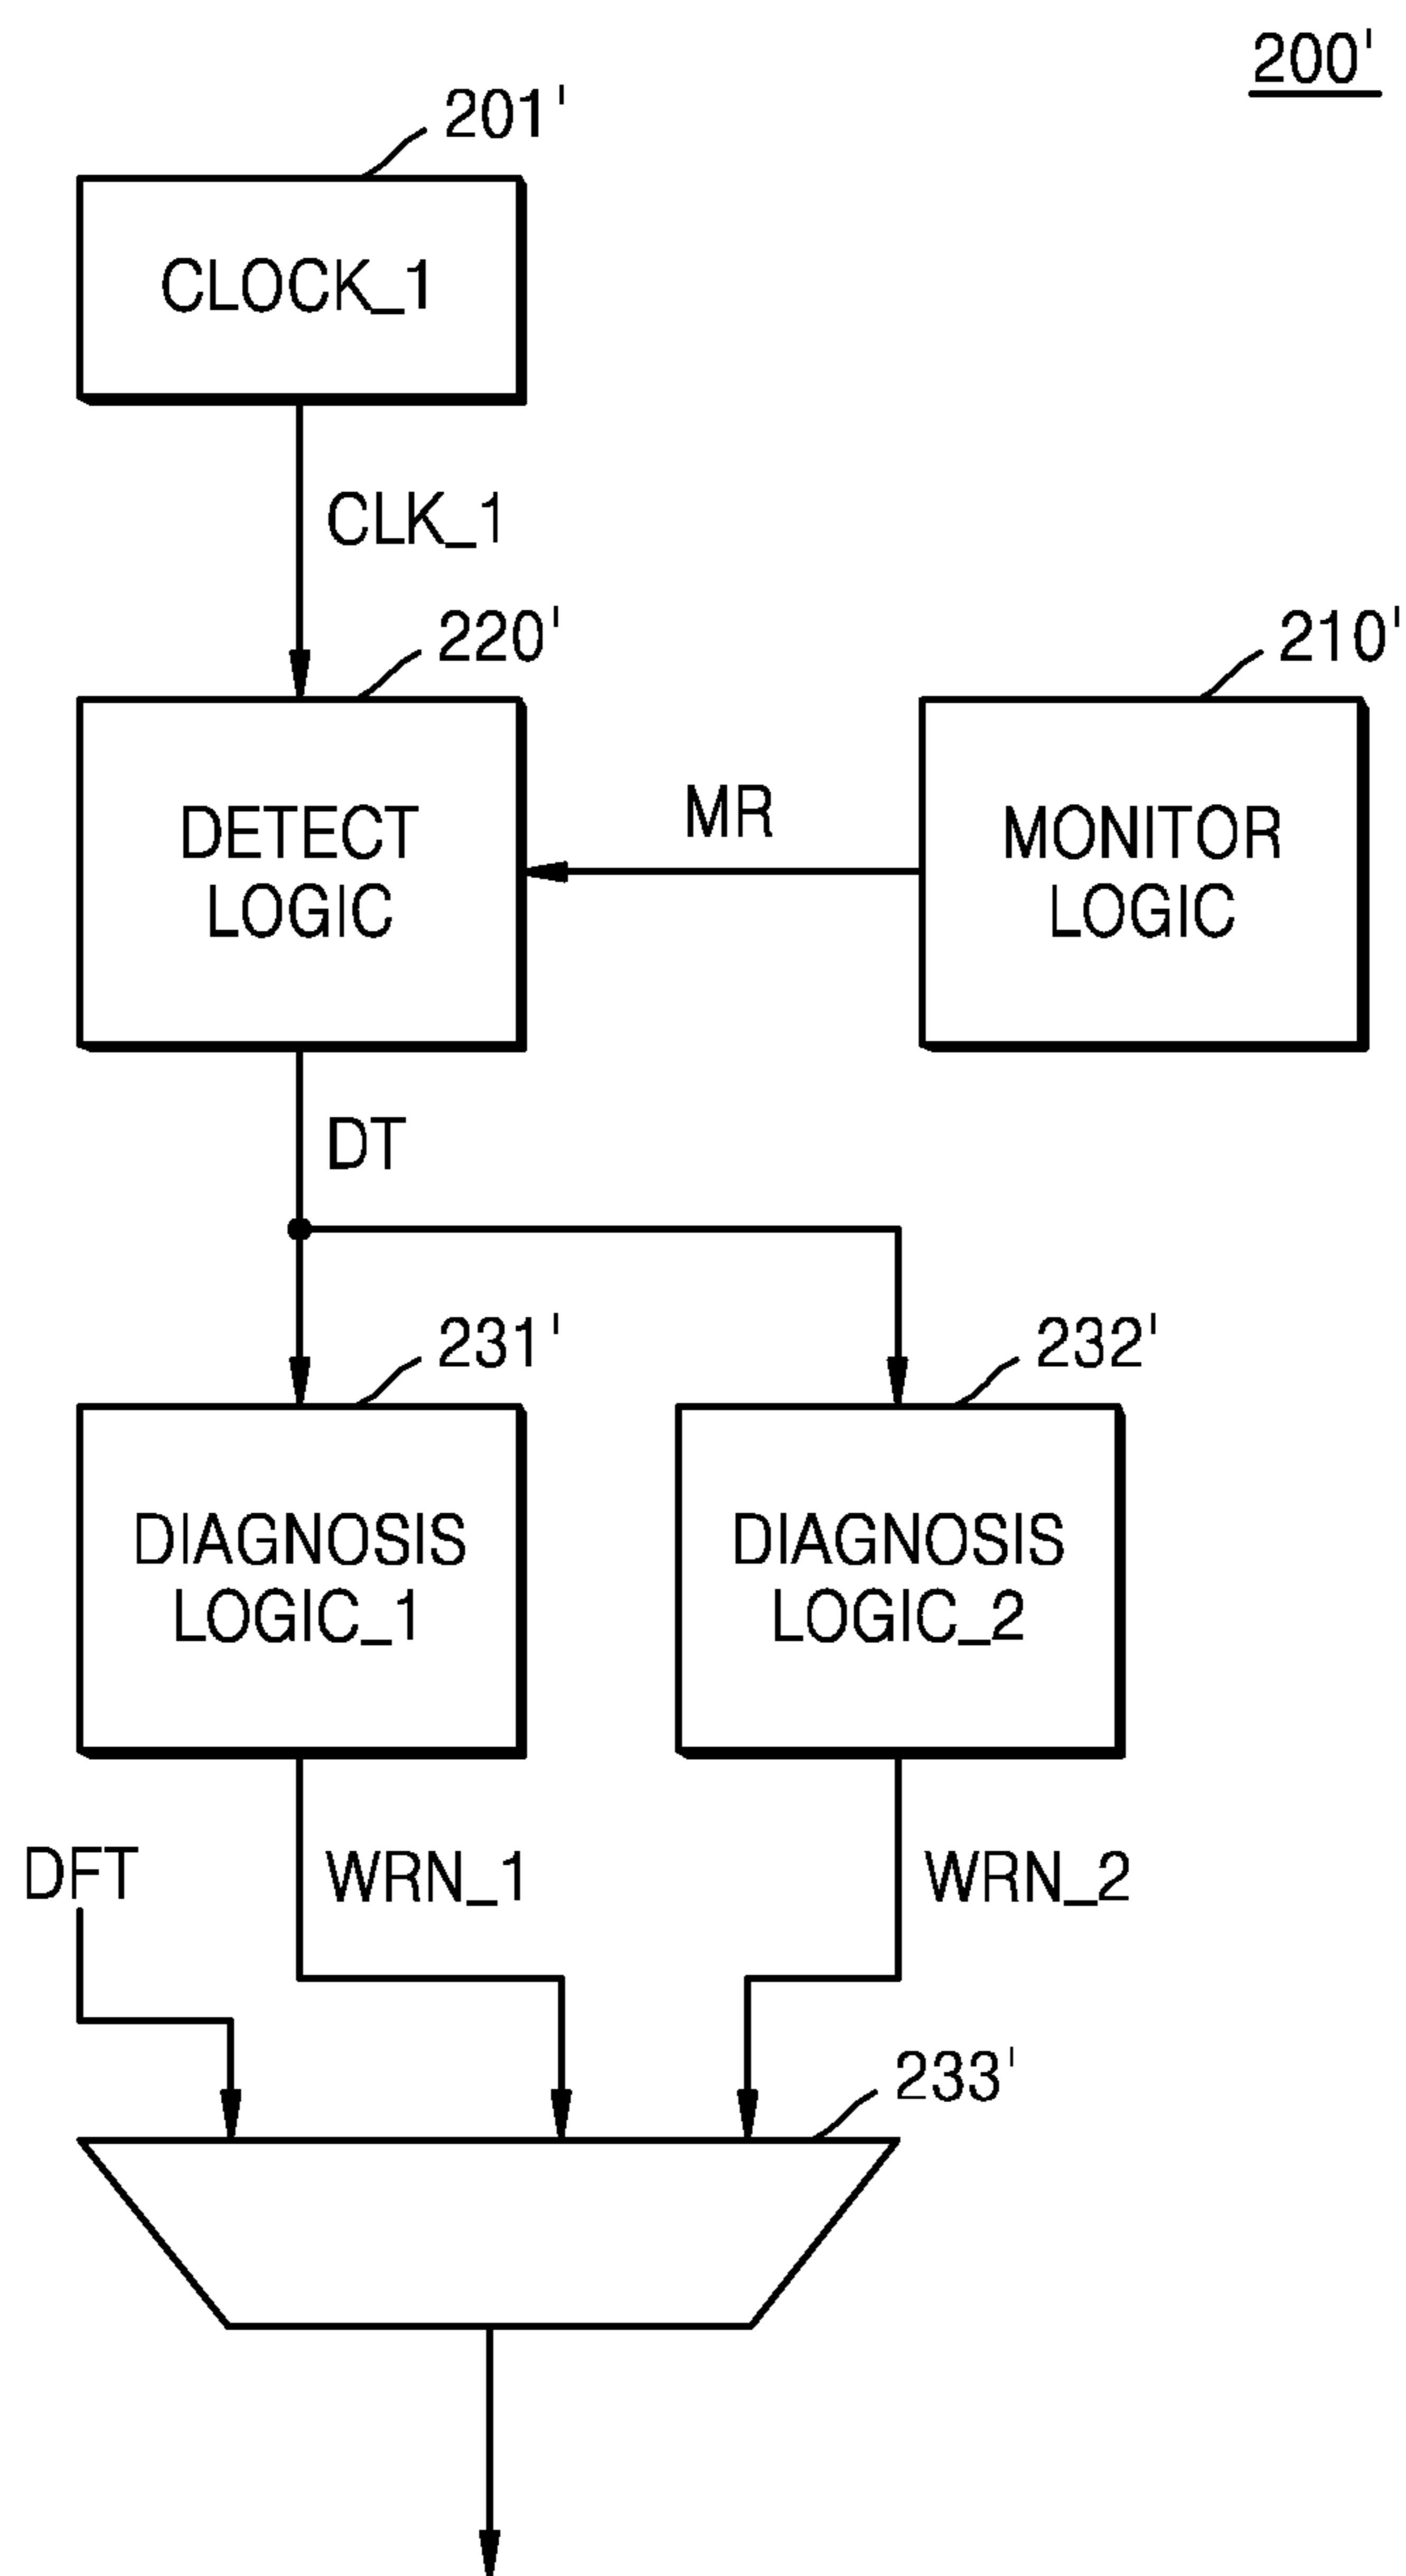 200'
201'
CLOCK_1
CLK_1
220'
210'
DETECT
LOGIC
MR
MONITOR
LOGIC
DT
231'
232'
DIAGNOSIS
LOGIC_1
DIAGNOSIS
LOGIC_2
DFT
WRN_1
WRN_2
233'